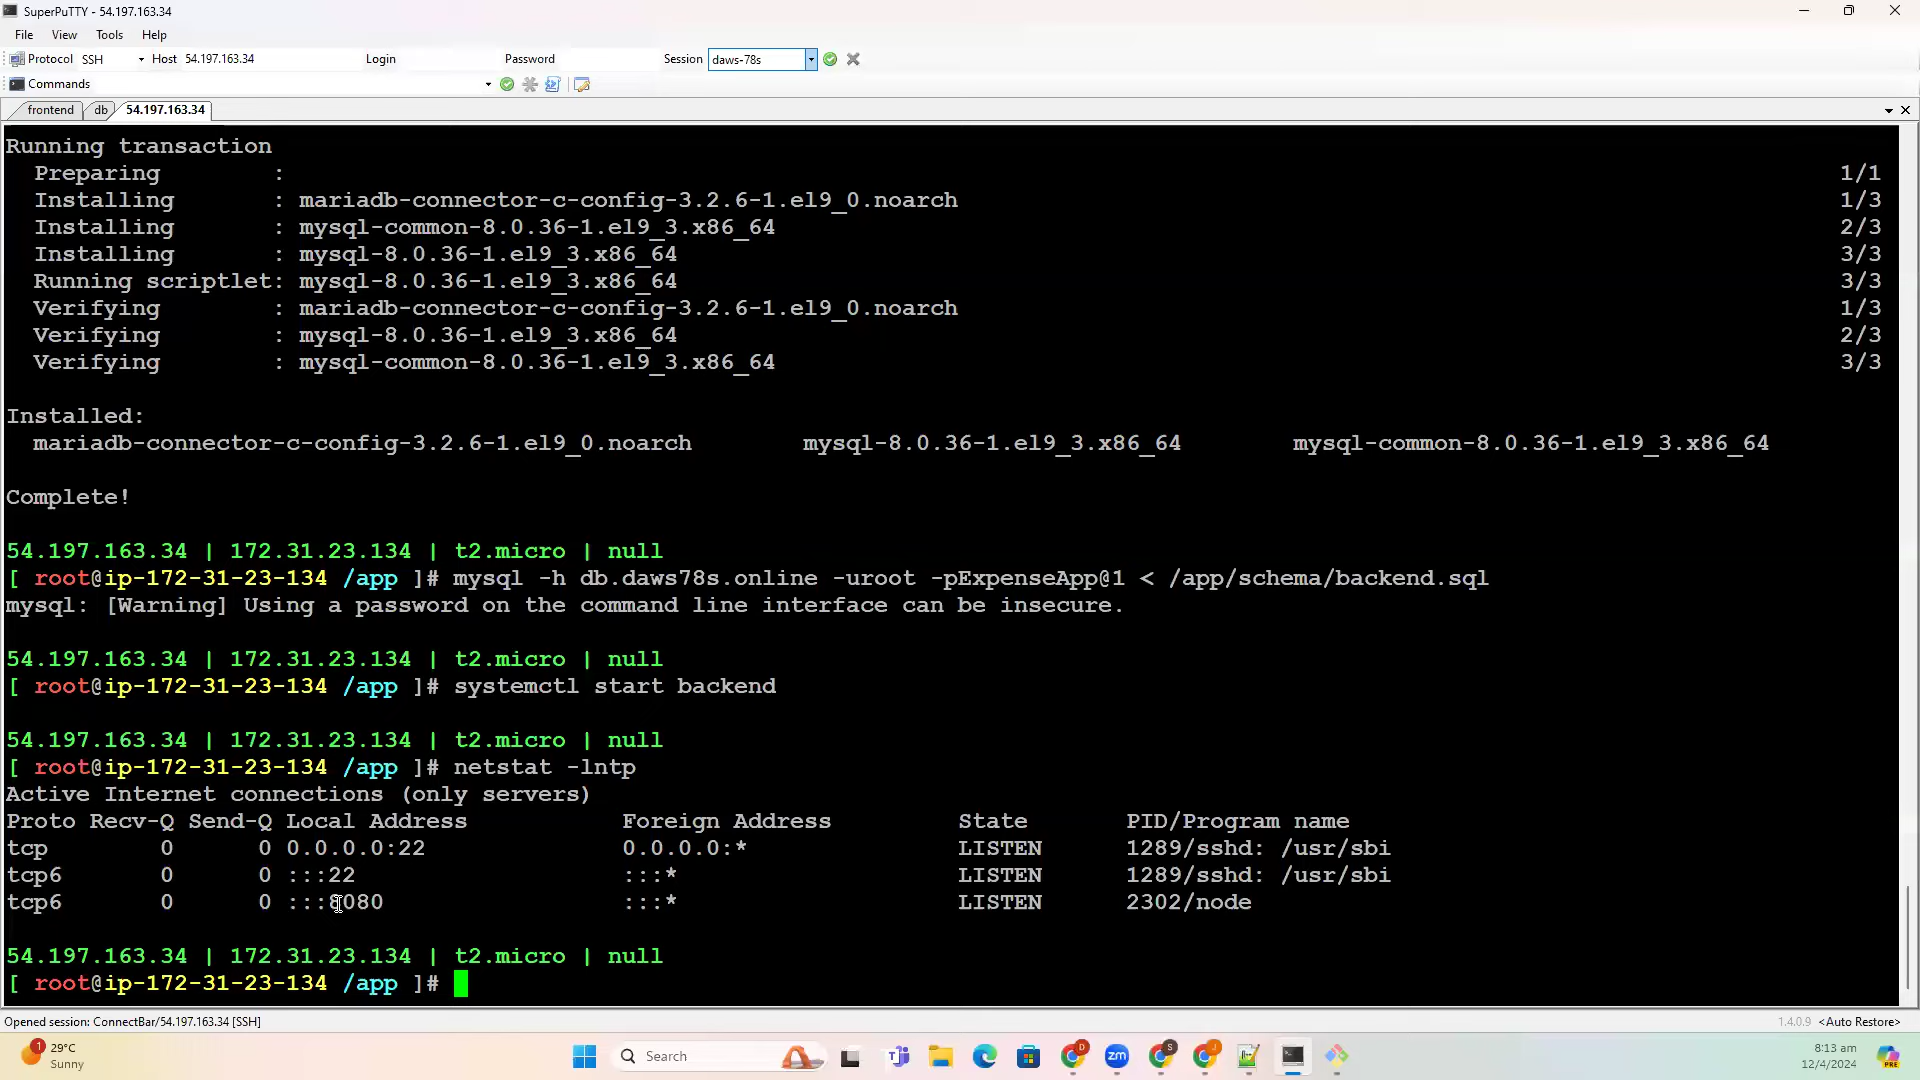 SuperPuTTY - 54.197.163.34
File View Tools Help
Protocol SSH Host 54.197.163.34 Login Password Session daws-78s
Commands
frontend db 54.197.163.34
Running transaction
Preparing : 1/1
Installing : mariadb-connector-c-config-3.2.6-1.el9_0.noarch 1/3
Installing : mysql-common-8.0.36-1.el9_3.x86_64 2/3
Installing : mysql-8.0.36-1.el9_3.x86_64 3/3
Running scriptlet: mysql-8.0.36-1.el9_3.x86_64 3/3
Verifying : mariadb-connector-c-config-3.2.6-1.el9_0.noarch 1/3
Verifying : mysql-8.0.36-1.el9_3.x86_64 2/3
Verifying : mysql-common-8.0.36-1.el9_3.x86_64 3/3
Installed:
mariadb-connector-c-config-3.2.6-1.el9_0.noarch mysql-8.0.36-1.el9_3.x86_64 mysql-common-8.0.36-1.el9_3.x86_64
Complete!
54.197.163.34 | 172.31.23.134 | t2.micro | null
[ root@ip-172-31-23-134 /app ]# mysql -h db.daws78s.online -uroot -pExpenseApp@1 < /app/schema/backend.sql
mysql: [Warning] Using a password on the command line interface can be insecure.
54.197.163.34 | 172.31.23.134 | t2.micro | null
[ root@ip-172-31-23-134 /app ]# systemctl start backend
54.197.163.34 | 172.31.23.134 | t2.micro | null
[ root@ip-172-31-23-134 /app ]# netstat -lntp
Active Internet connections (only servers)
Proto Recv-Q Send-Q Local Address Foreign Address State PID/Program name
tcp 0 0 0.0.0.0:22 0.0.0.0:* LISTEN 1289/sshd: /usr/sbi
tcp6 0 0 :::22 :::* LISTEN 1289/sshd: /usr/sbi
tcp6 0 0 :::8080 :::* LISTEN 2302/node
54.197.163.34 | 172.31.23.134 | t2.micro | null
[ root@ip-172-31-23-134 /app ]#
Opened session: ConnectBar/54.197.163.34 [SSH] 1.4.0.9 <Auto Restore>
1 29°C Search 8:13 am
Sunny 12/4/2024